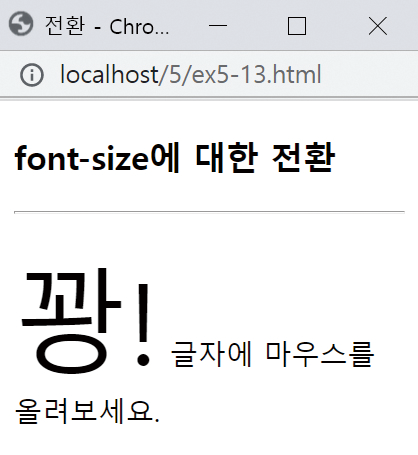 전환 - Chro...
localhost/5/ex5-13.html
font-size에 대한 전환
꽝! 글자에 마우스를
올려보세요.